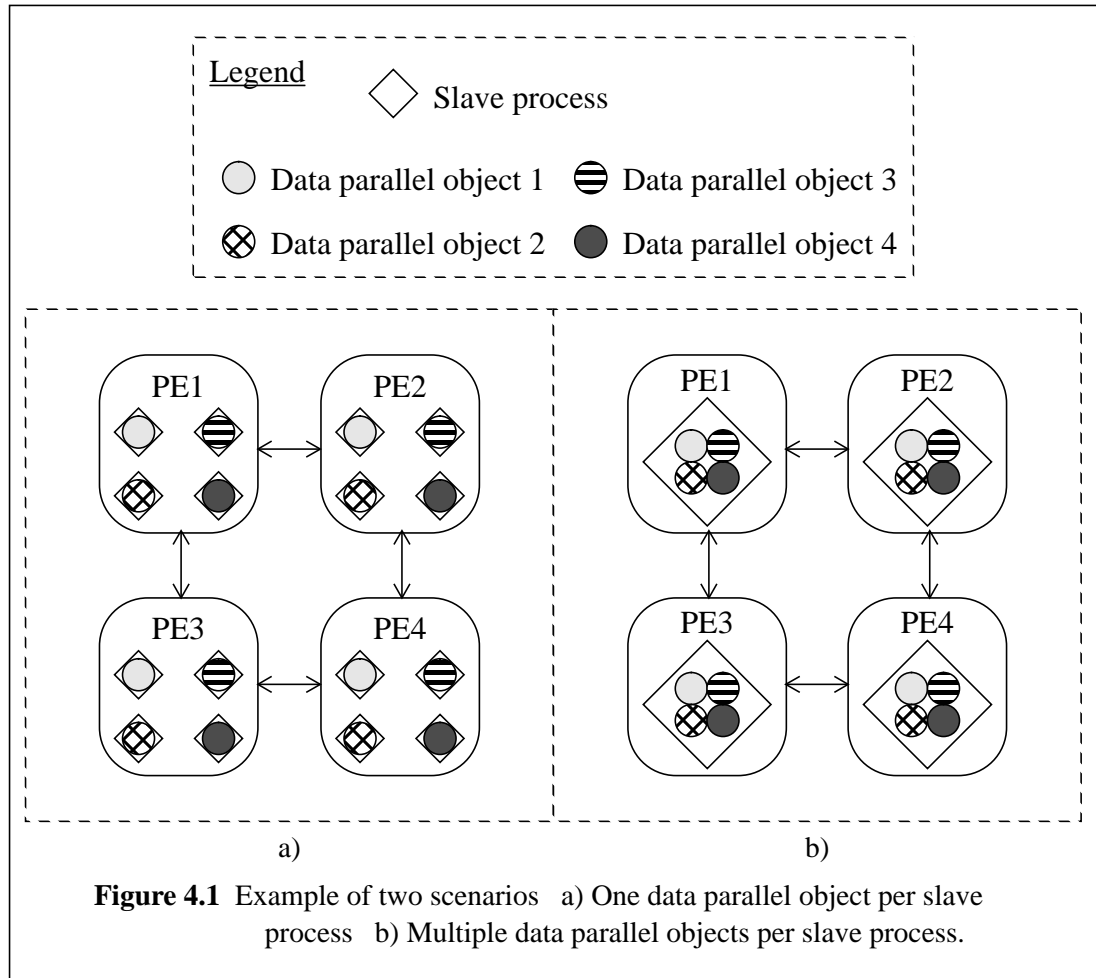 Legend
Slave process
Data parallel object 1
Data parallel object 3
Data parallel object 2
Data parallel object 4
PE1
PE2
PE3
PE4
a)
PE1
PE2
PE3
PE4
b)
Figure 4.1 Example of two scenarios a) One data parallel object per slave
process b) Multiple data parallel objects per slave process.